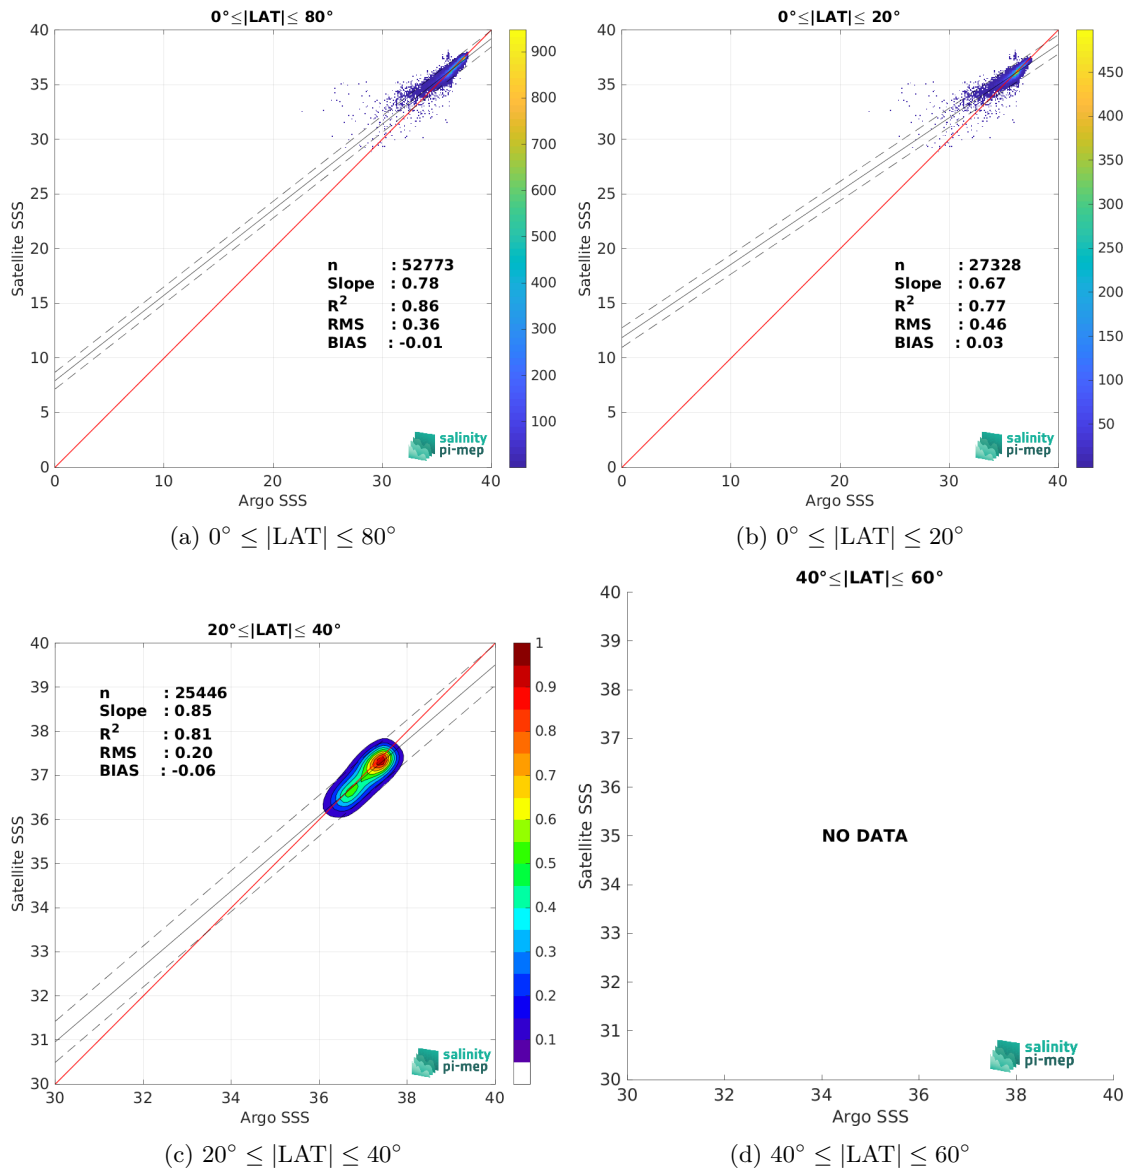 0°≤|LAT|≤ 80°
40
35
30
25
20
15
10
5
0
0
10
20
30
40
Satellite SSS
Argo SSS
n : 52773
Slope : 0.78
R2 : 0.86
RMS : 0.36
BIAS : -0.01
900
800
700
600
500
400
300
200
100
salinity
pi-mep
(a) 0° ≤ |LAT| ≤ 80°
0°≤|LAT|≤ 20°
40
35
30
25
20
15
10
5
0
0
10
20
30
40
Satellite SSS
Argo SSS
n : 27328
Slope : 0.67
R2 : 0.77
RMS : 0.46
BIAS : 0.03
450
400
350
300
250
200
150
100
50
salinity
pi-mep
(b) 0° ≤ |LAT| ≤ 20°
20°≤|LAT|≤ 40°
40
39
38
37
36
35
34
33
32
31
30
30
32
34
36
38
40
Satellite SSS
Argo SSS
n : 25446
Slope : 0.85
R2 : 0.81
RMS : 0.20
BIAS : -0.06
1
0.9
0.8
0.7
0.6
0.5
0.4
0.3
0.2
0.1
salinity
pi-mep
(c) 20° ≤ |LAT| ≤ 40°
40°≤|LAT|≤ 60°
40
39
38
37
36
35
34
33
32
31
30
30
32
34
36
38
40
Satellite SSS
Argo SSS
NO DATA
salinity
pi-mep
(d) 40° ≤ |LAT| ≤ 60°